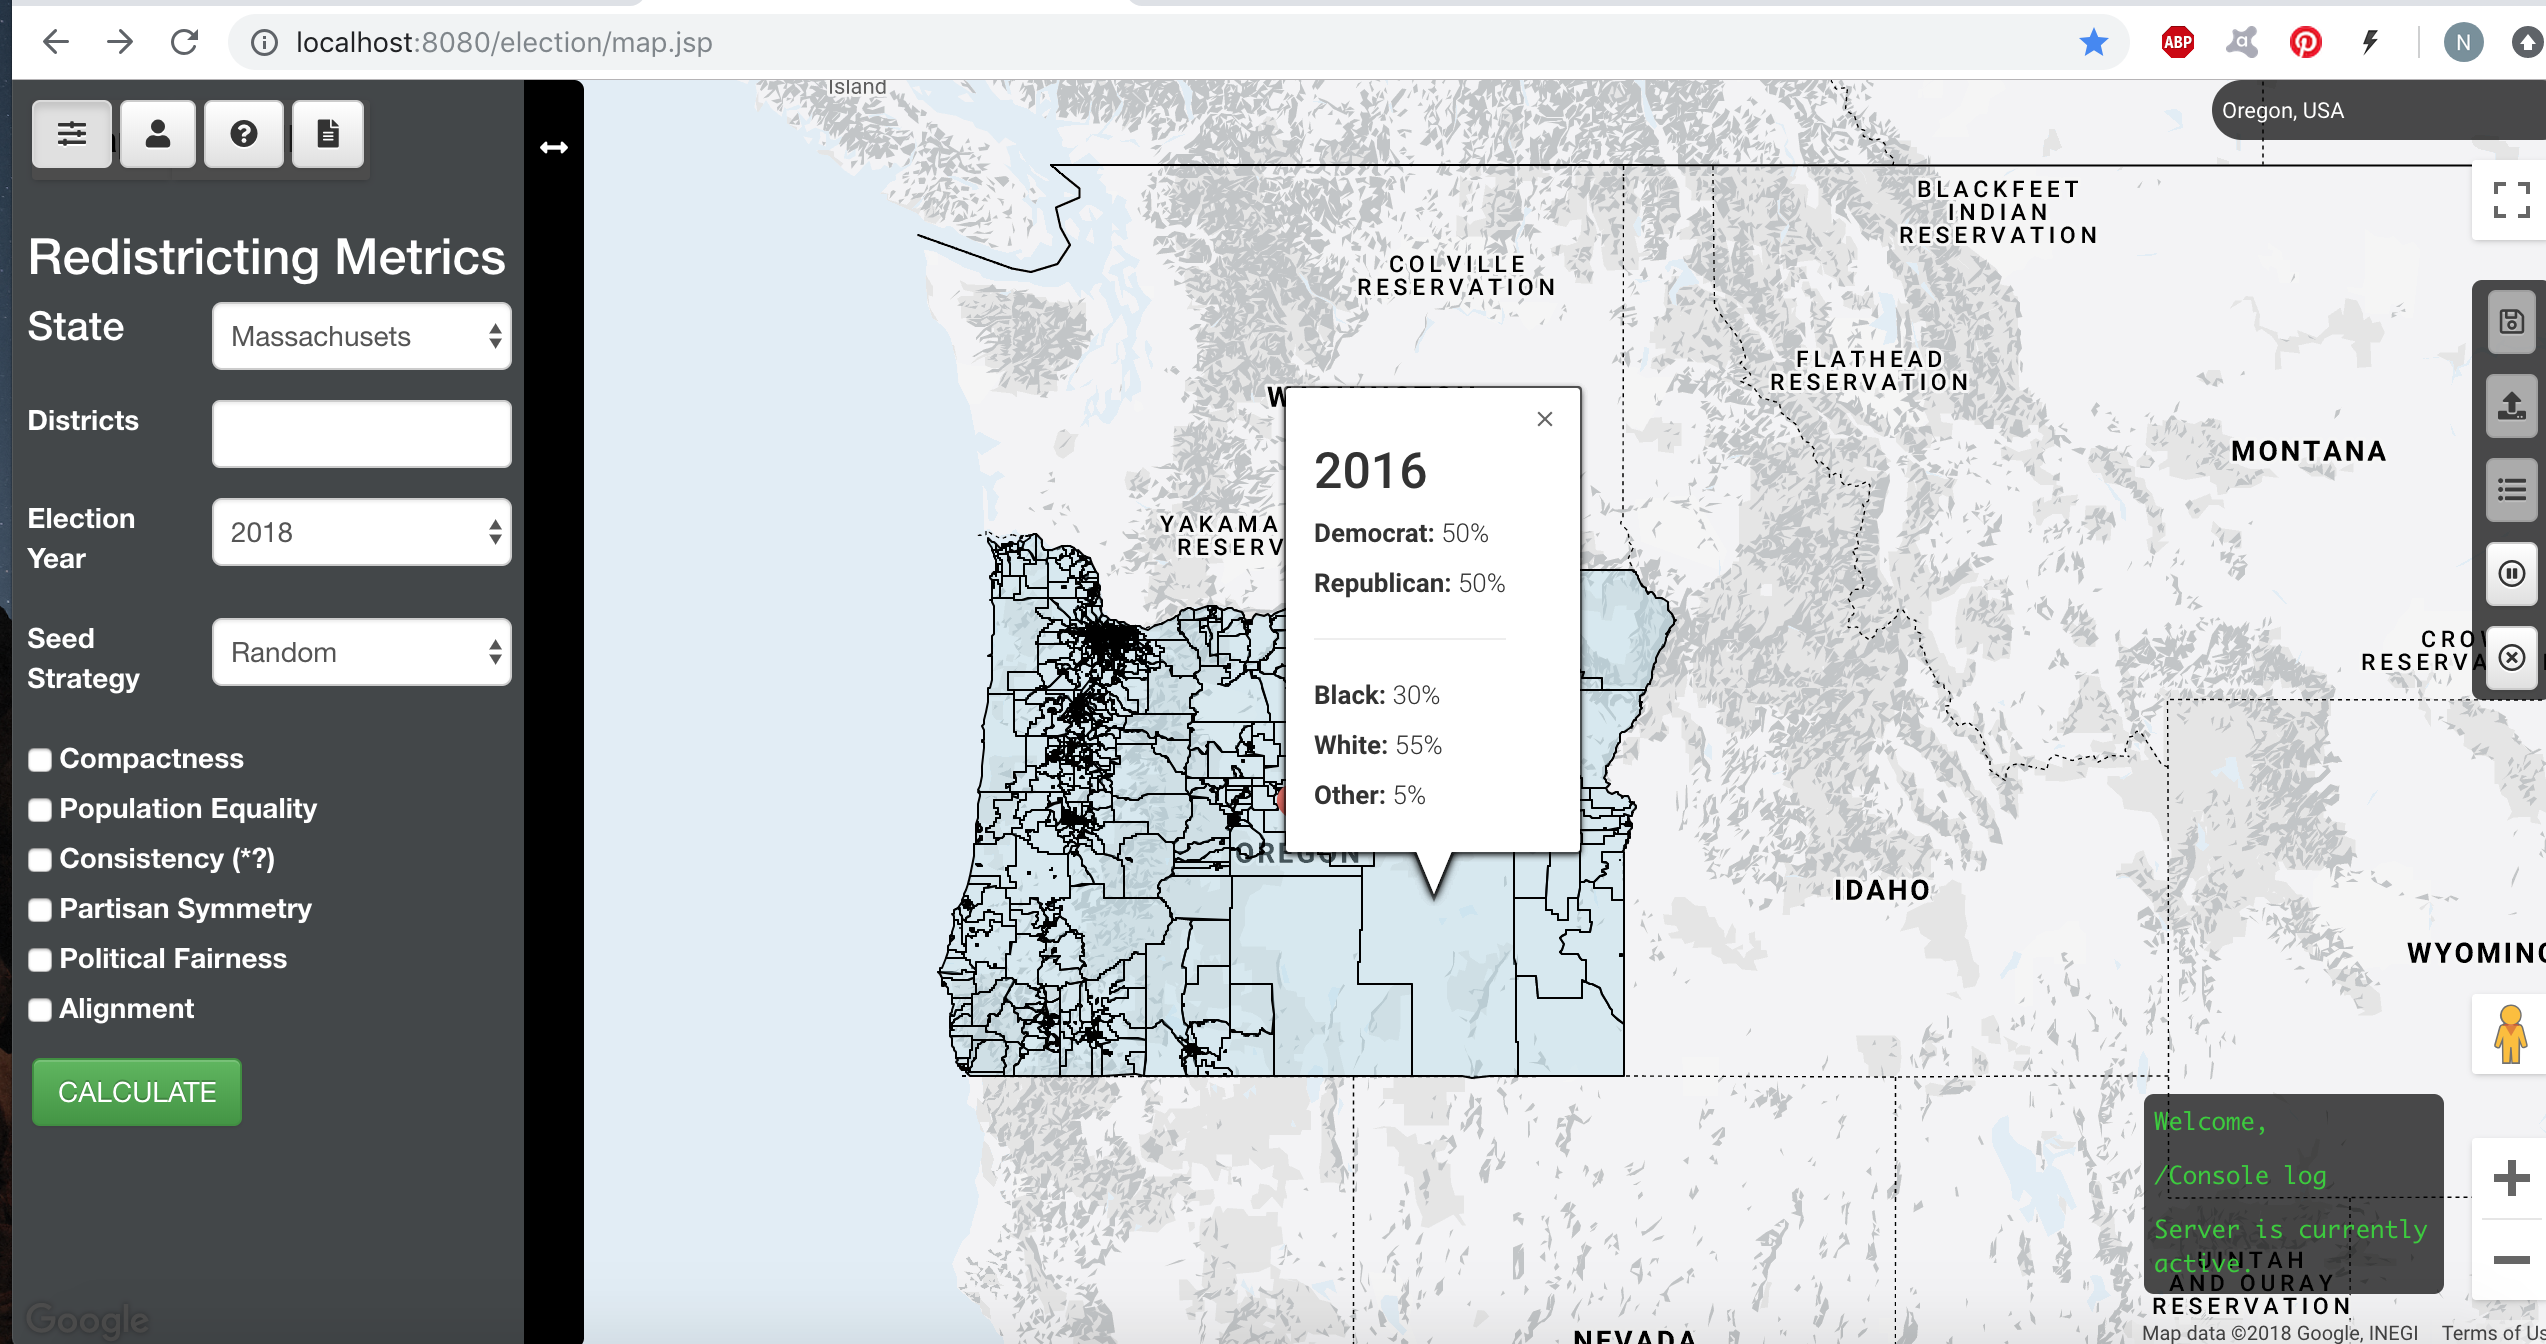 localhost:8080/election/map.jsp
ABP
N
Redistricting Metrics
State
Massachusets
Districts
Election
Year
2018
Seed
Strategy
Random
Compactness
Population Equality
Consistency (*?)
Partisan Symmetry
Political Fairness
Alignment
CALCULATE
Google
Island
Oregon, USA
BLACKFEET
INDIAN
RESERVATION
COLVILLE
RESERVATION
FLATHEAD
RESERVATION
MONTANA
YAKAMA
RESERV
2016
Democrat: 50%
Republican: 50%
Black: 30%
White: 55%
Other: 5%
OREGON
IDAHO
CROW
RESERVA
WYOMING
Welcome,
/Console log
Server is currently
active.
UINTAH
AND OURAY
RESERVATION
NEVADA
Map data ©2018 Google, INEGI
Terms of Us